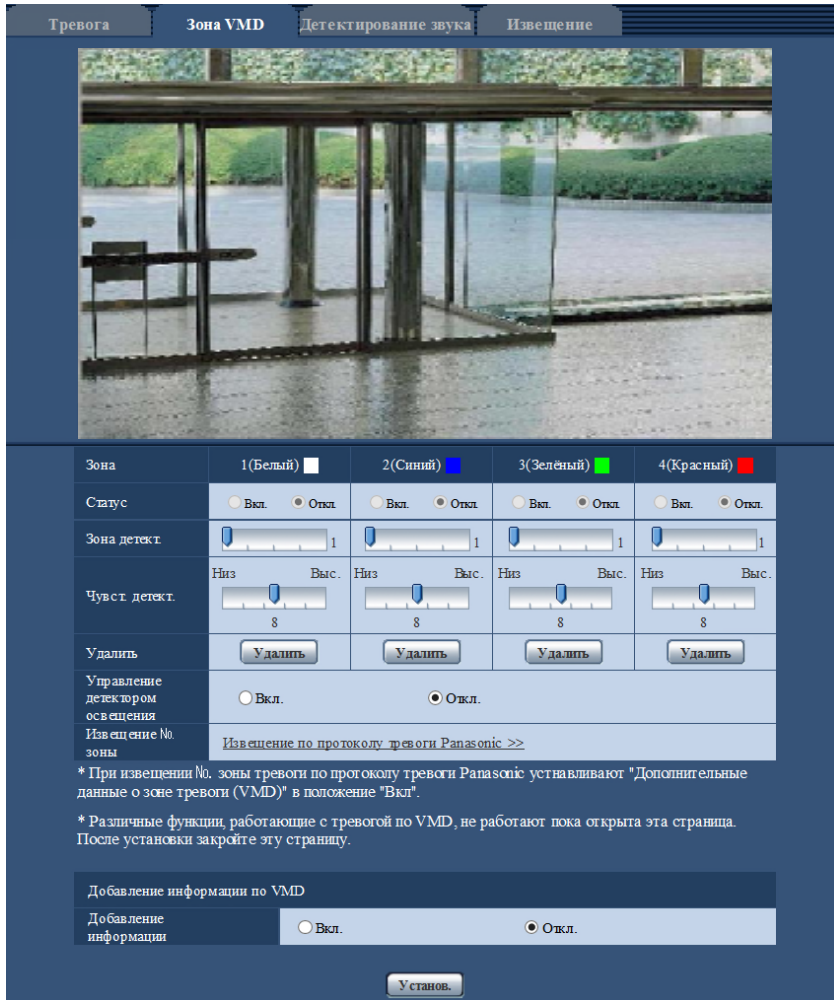 Тревога Зона VMD Детектирование звука Извещение
Зона 1(Белый) 2(Синий) 3(Зелёный) 4(Красный)
Статус Вкл. Откл. Вкл. Откл. Вкл. Откл. Вкл. Откл.
Зона детект. 1 1 1 1
Низ Выс. Низ Выс. Низ Выс. Низ Выс.
Чувст. детект.
8 8 8 8
Удалить Удалить Удалить Удалить Удалить
Управление
детектором
освещения
Вкл. Откл.
Извещение №.
зоны
Извещение по протоколу тревоги Panasonic >>
* При извещении №. зоны тревоги по протоколу тревоги Panasonic устнавливают "Дополнительные
данные о зоне тревоги (VMD)" в положение "Вкл".
* Различные функции, работающие с тревогой по VMD, не работают пока открыта эта страница.
После установки закройте эту страницу.
Добавление информации по VMD
Добавление
информации
Вкл. Откл.
Установ.